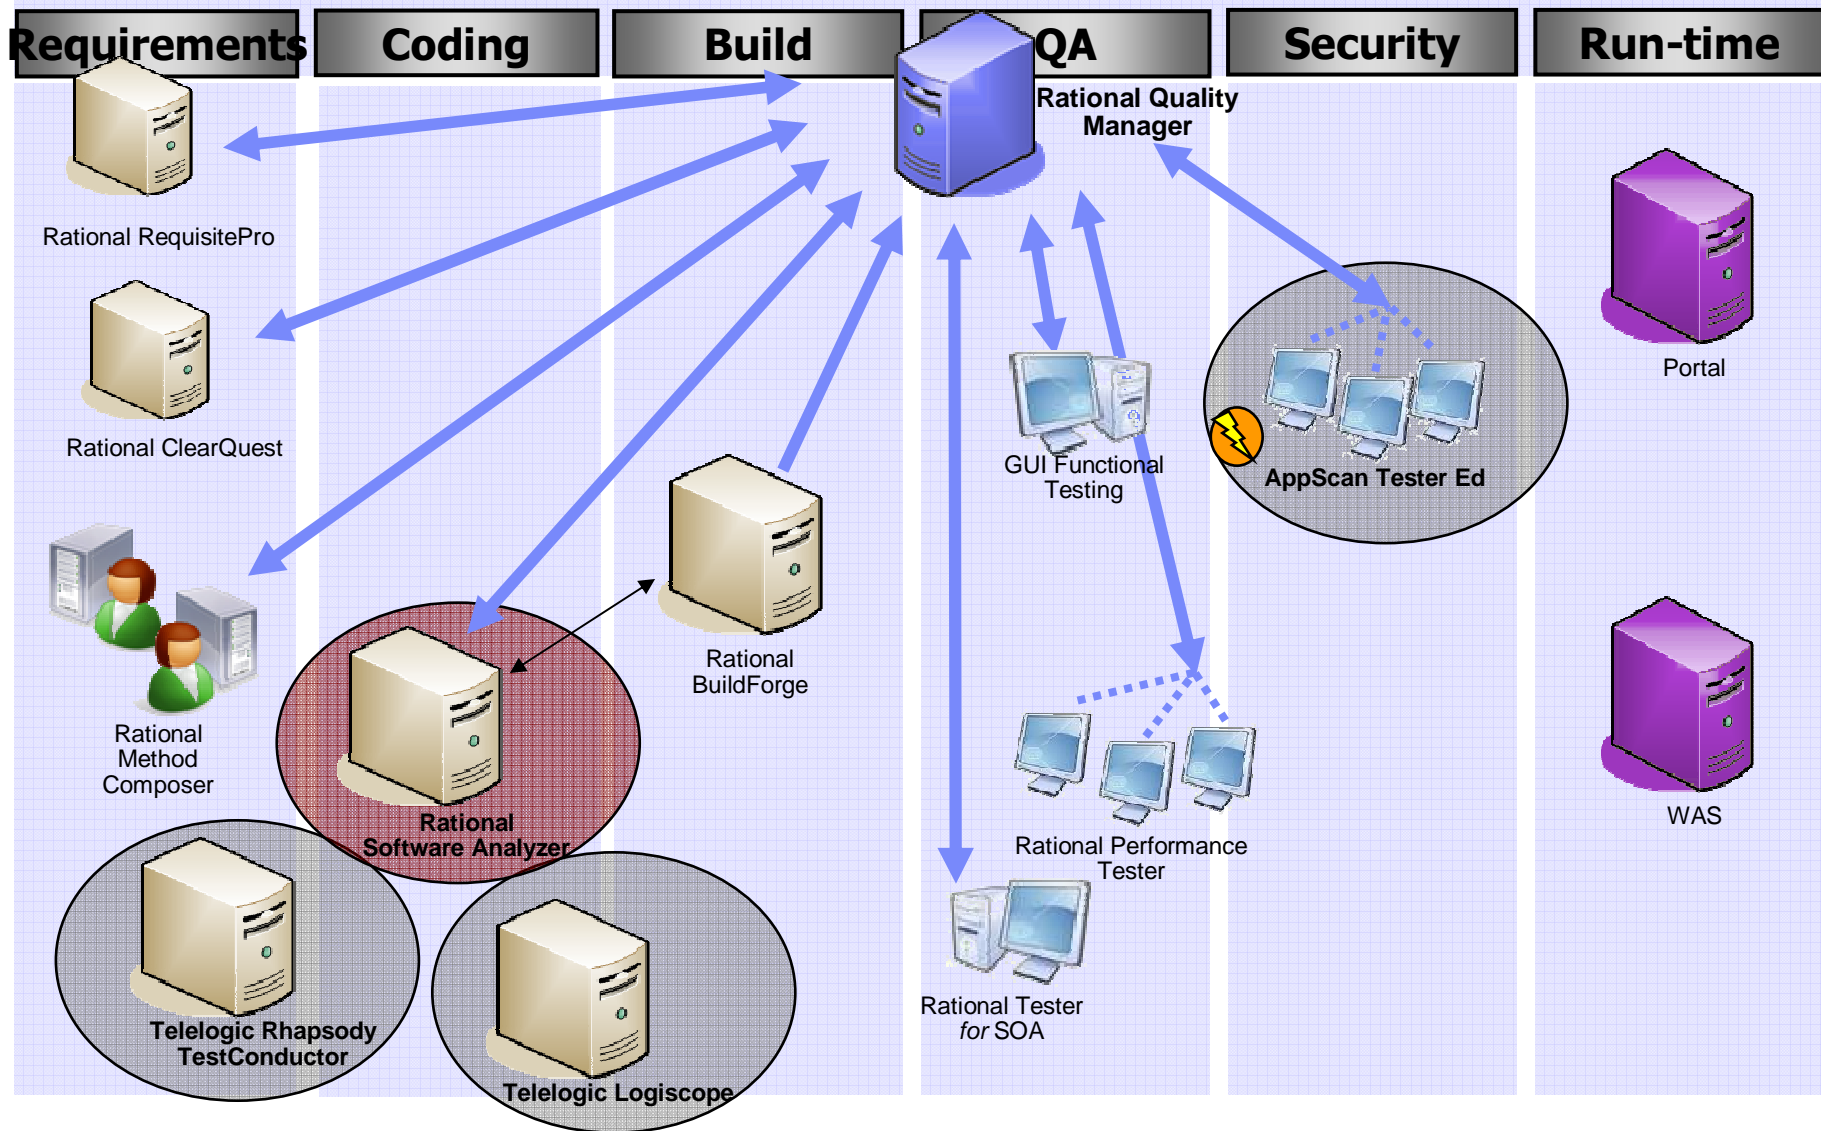 Requirements
Coding
Build
QA
Security
Run-time
Rational Quality
Manager
Rational RequisitePro
Portal
Rational ClearQuest
GUI Functional
Testing
AppScan Tester Ed
Rational
BuildForge
Rational
Method
Composer
Rational
Software Analyzer
WAS
Rational Performance
Tester
Rational Tester
for SOA
Telelogic Rhapsody
TestConductor
Telelogic Logiscope